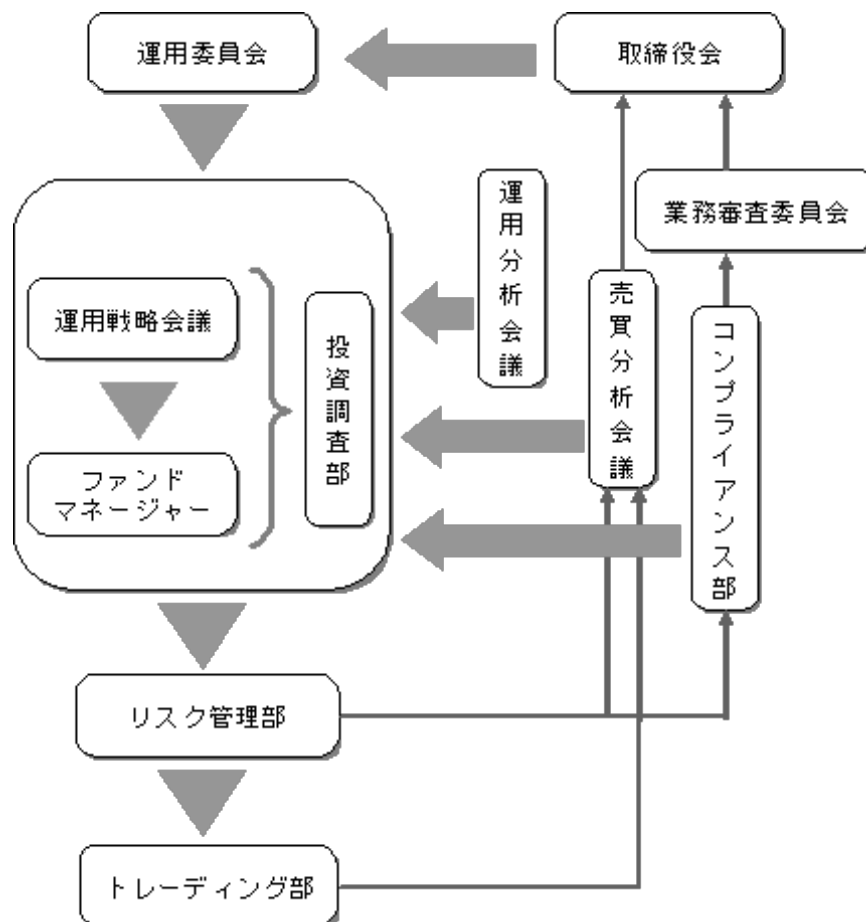 運用委員会
取締役会
運用分析会議
業務審査委員会
売買分析会議
運用戦略会議
投資調査部
コンプライアンス部
ファンド
マネージャー
リスク管理部
トレーディング部